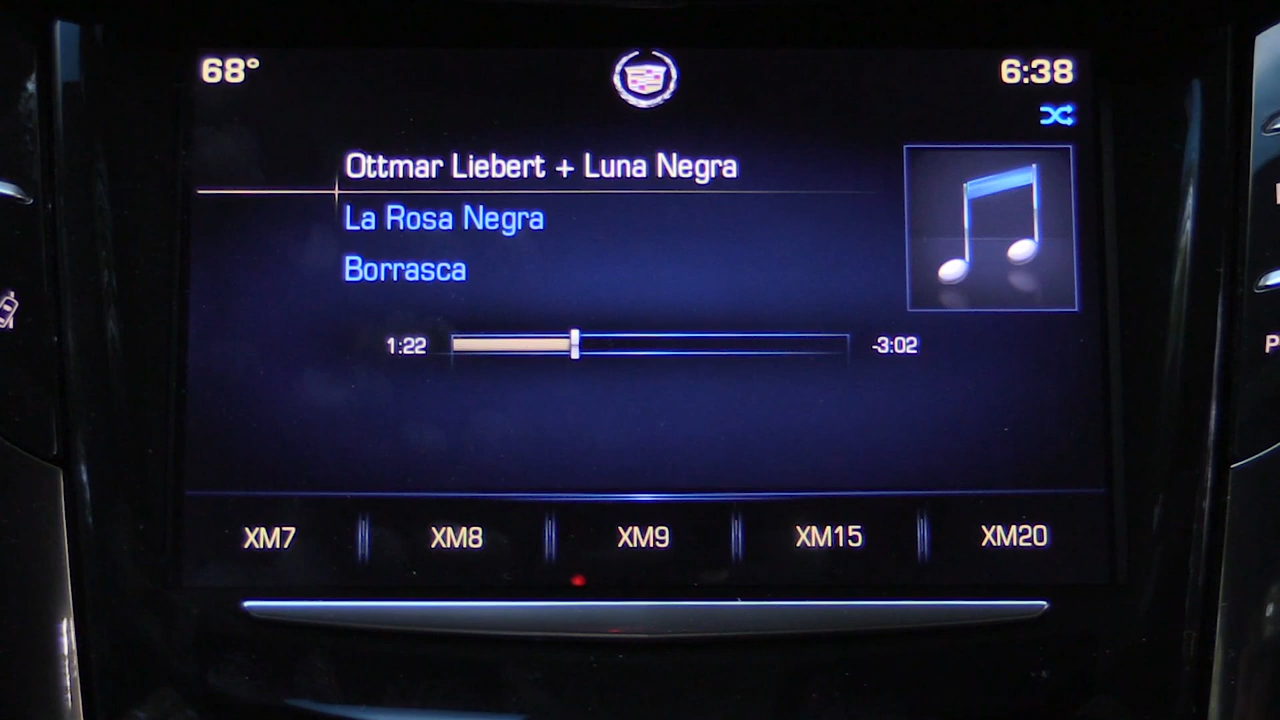 68°
6:38
Ottmar Liebert + Luna Negra
La Rosa Negra
Borrasca
1:22
-3:02
XM7
XM8
XM9
XM15
XM20
P